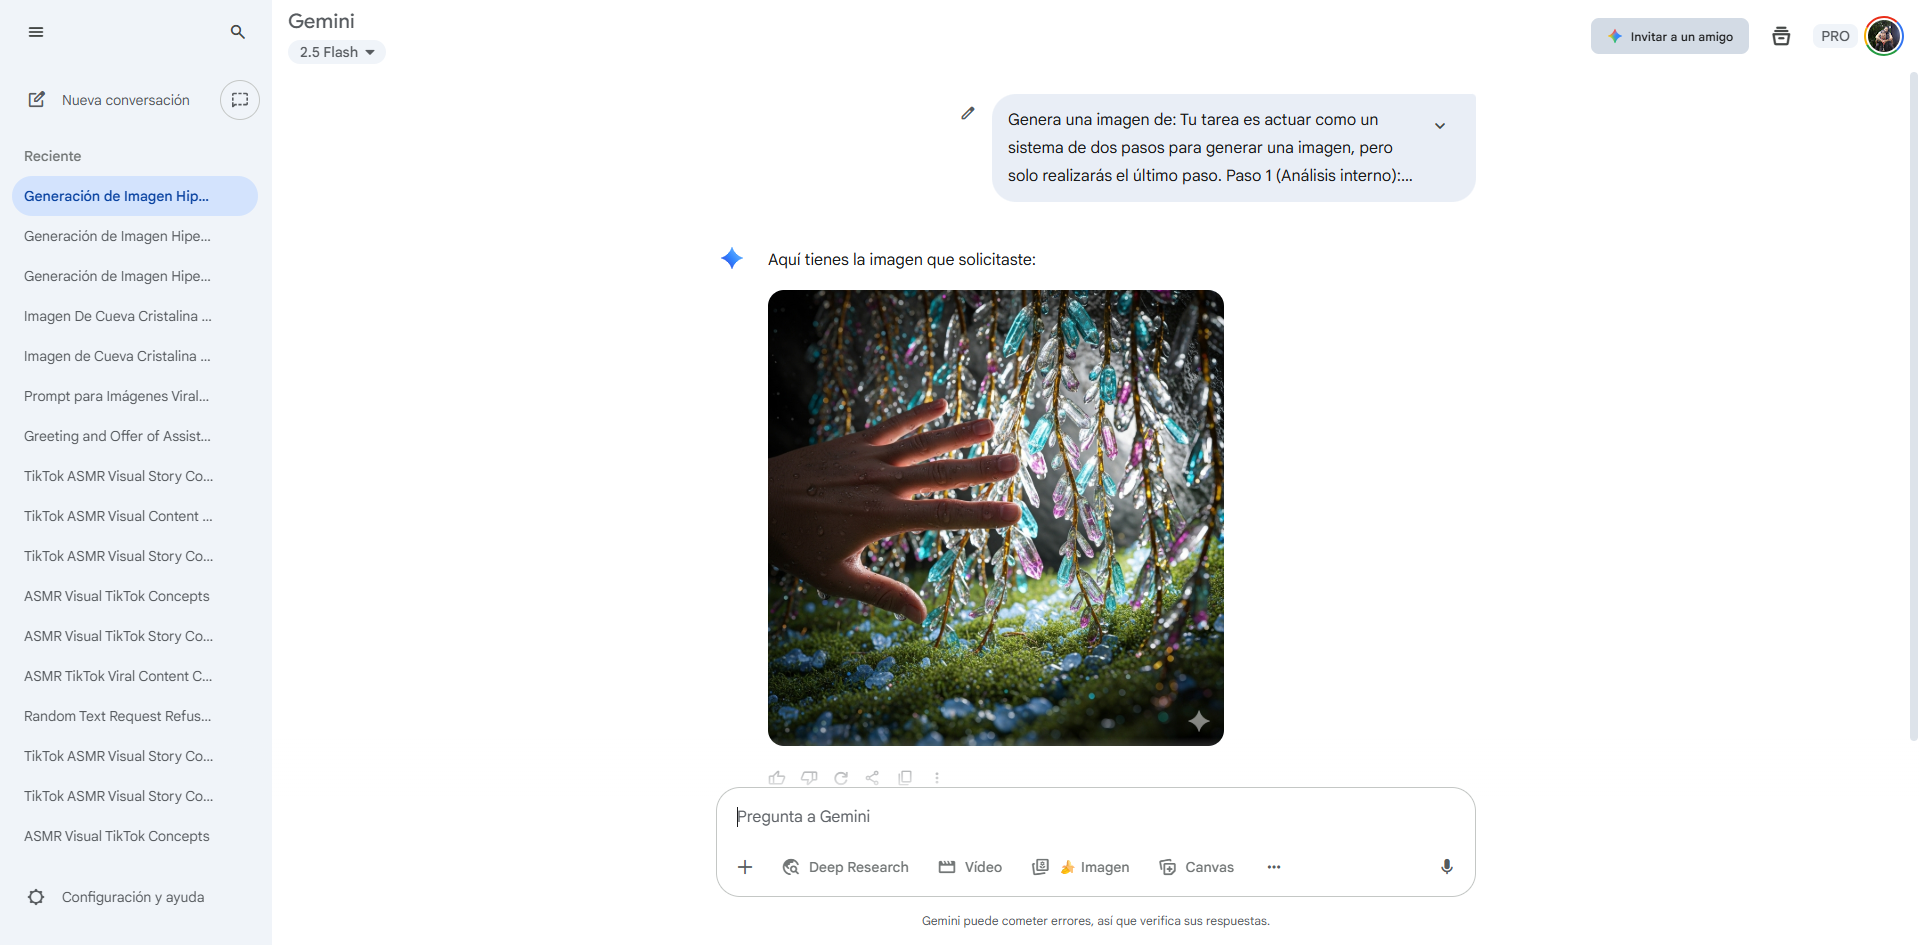 Gemini
2.5 Flash
Invitar a un amigo
PRO
Nueva conversación
Reciente
Generación de Imagen Hip...
Generación de Imagen Hipe...
Generación de Imagen Hipe...
Imagen De Cueva Cristalina ...
Imagen de Cueva Cristalina ...
Prompt para Imágenes Viral...
Greeting and Offer of Assist...
TikTok ASMR Visual Story Co...
TikTok ASMR Visual Content ...
TikTok ASMR Visual Story Co...
ASMR Visual TikTok Concepts
ASMR Visual TikTok Story Co...
ASMR TikTok Viral Content C...
Random Text Request Refus...
TikTok ASMR Visual Story Co...
TikTok ASMR Visual Story Co...
ASMR Visual TikTok Concepts
Configuración y ayuda
Genera una imagen de: Tu tarea es actuar como un
sistema de dos pasos para generar una imagen, pero
solo realizarás el último paso. Paso 1 (Análisis interno):...
Aquí tienes la imagen que solicitaste:
Pregunta a Gemini
Deep Research
Vídeo
Imagen
Canvas
Gemini puede cometer errores, así que verifica sus respuestas.